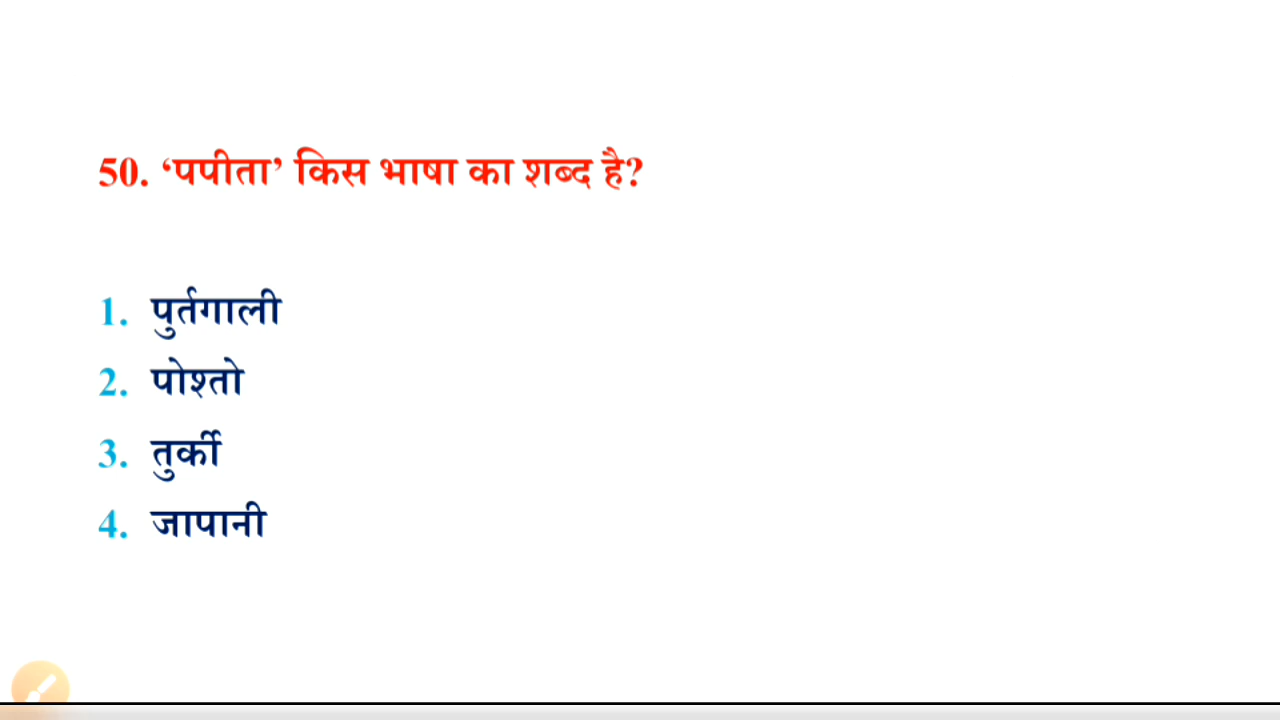 50. ‘पपीता’ किस भाषा का शब्द है?
1. पुर्तगाली
2. पोश्तो
3. तुर्की
4. जापानी